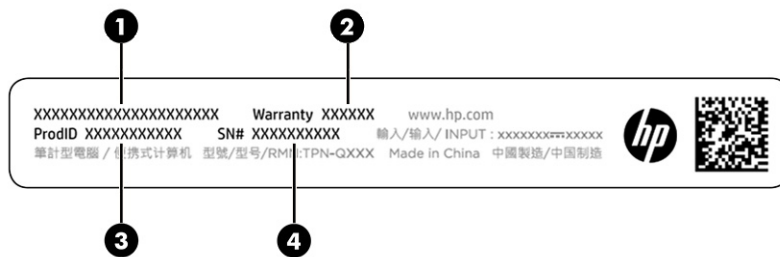 1
2
XXXXXXXXXXXXXXXXXXXXX Warranty XXXXXX www.hp.com
ProdID XXXXXXXXXXX SN# XXXXXXXXXX 輸入/输入/ INPUT : xxxxxxx⎓xxxxx
筆計型電腦 / 便携式计算机 型號/型号/RMN:TPN-QXXX Made in China 中國製造/中国制造
hp
3
4